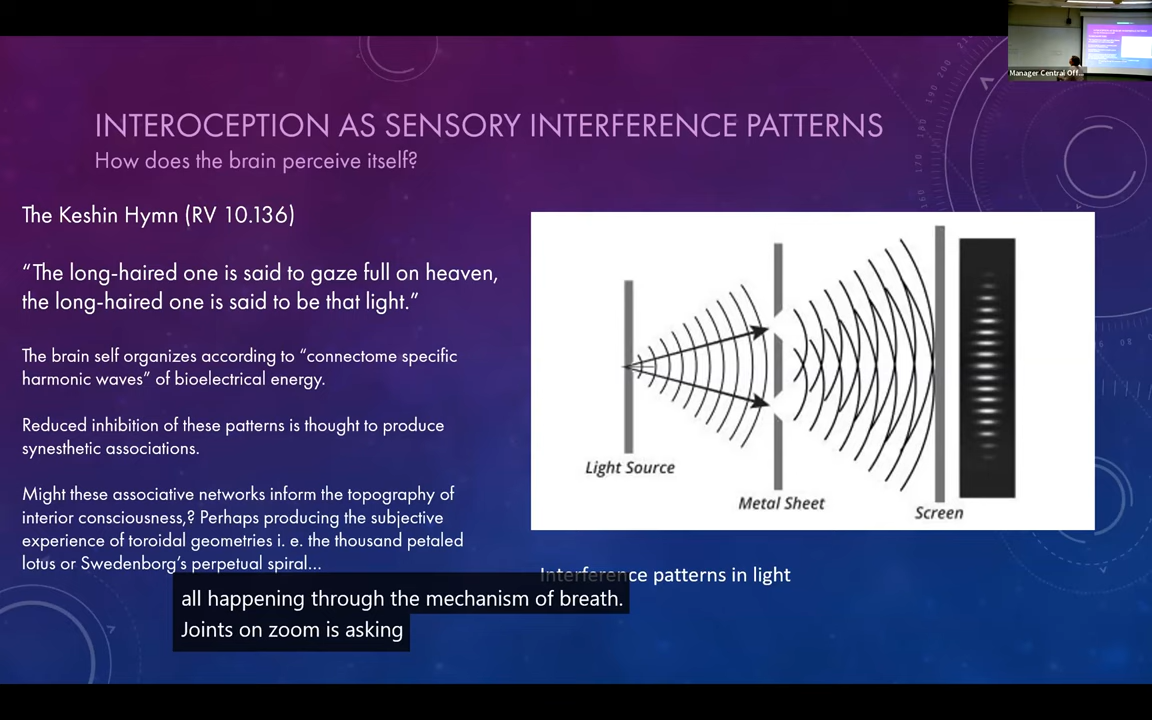 Manager Central Off...
INTEROCEPTION AS SENSORY INTERFERENCE PATTERNS
How does the brain perceive itself?
The Keshin Hymn (RV 10.136)
“The long-haired one is said to gaze full on heaven,
the long-haired one is said to be that light.”
The brain self organizes according to “connectome specific
harmonic waves” of bioelectrical energy.
Reduced inhibition of these patterns is thought to produce
synesthetic associations.
Might these associative networks inform the topography of
interior consciousness,? Perhaps producing the subjective
experience of toroidal geometries i. e. the thousand petaled
lotus or Swedenborg’s perpetual spiral...
Light Source
Metal Sheet
Screen
Interference patterns in light
all happening through the mechanism of breath.
Joints on zoom is asking